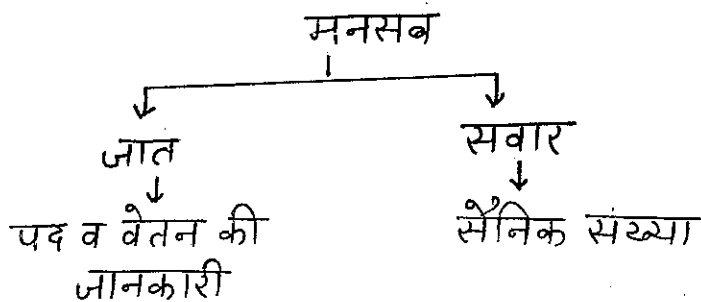 मनसब
जात
सवार
पद व वेतन की
जानकारी
सैनिक संख्या